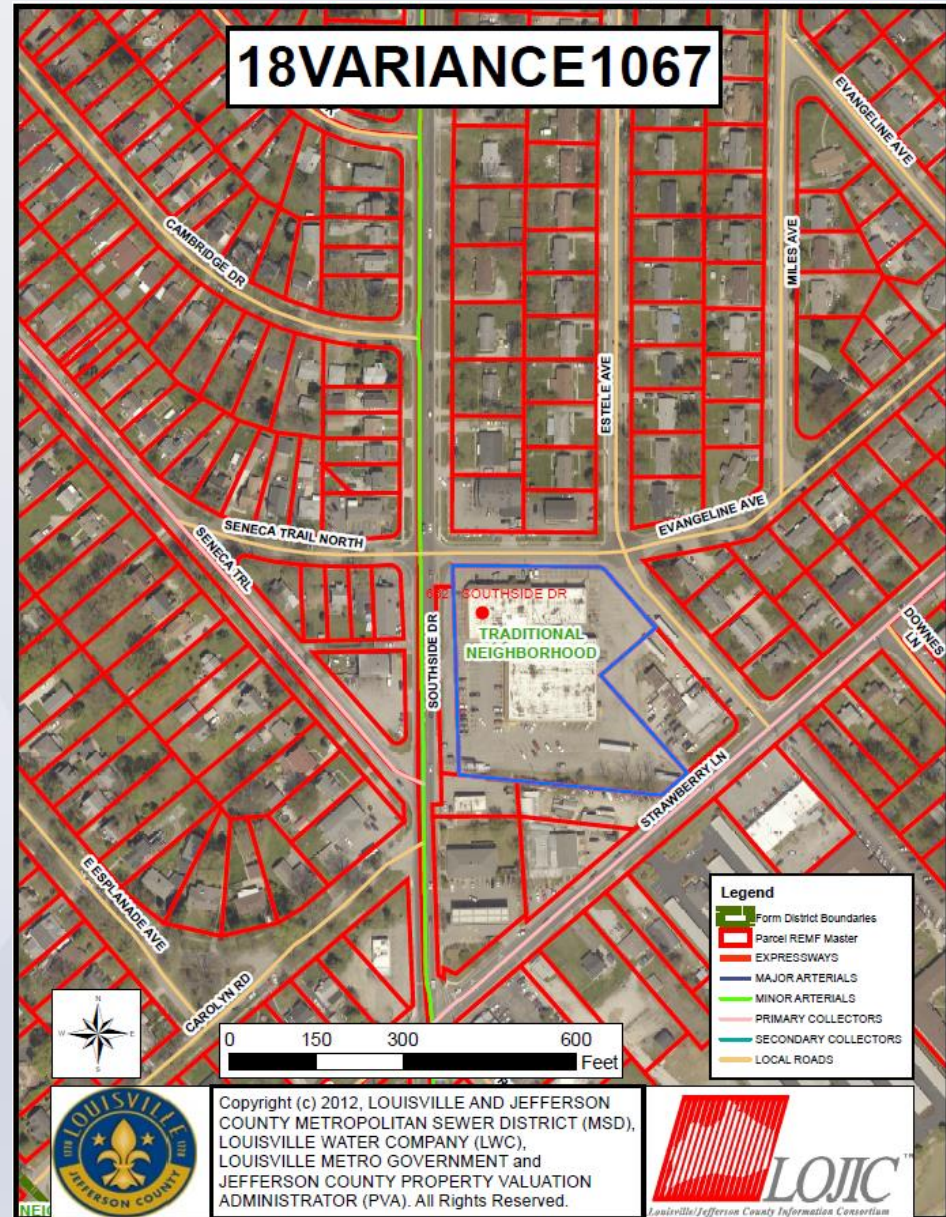 18VARIANCE1067
EVANGELINE AVE
CAMBRIDGE DR
MILES AVE
ESTELE AVE
EVANGELINE AVE
SENECA TRAIL NORTH
SENECA TRL
SOUTHSIDE DR
TRADITIONAL
NEIGHBORHOOD
SOUTHSIDE DR
DOWNES
LN
STRAWBERRY LN
E ESPLANADE AVE
CAROLYN RD
Legend
Form District Boundaries
Parcel REMF Master
EXPRESSWAYS
MAJOR ARTERIALS
MINOR ARTERIALS
PRIMARY COLLECTORS
SECONDARY COLLECTORS
LOCAL ROADS
N
W E
S
0 150 300 600
Feet
LOUISVILLE
1778 1778
JEFFERSON COUNTY
Copyright (c) 2012, LOUISVILLE AND JEFFERSON
COUNTY METROPOLITAN SEWER DISTRICT (MSD),
LOUISVILLE WATER COMPANY (LWC),
LOUISVILLE METRO GOVERNMENT and
JEFFERSON COUNTY PROPERTY VALUATION
ADMINISTRATOR (PVA). All Rights Reserved.
LOJIC™
Louisville/Jefferson County Information Consortium